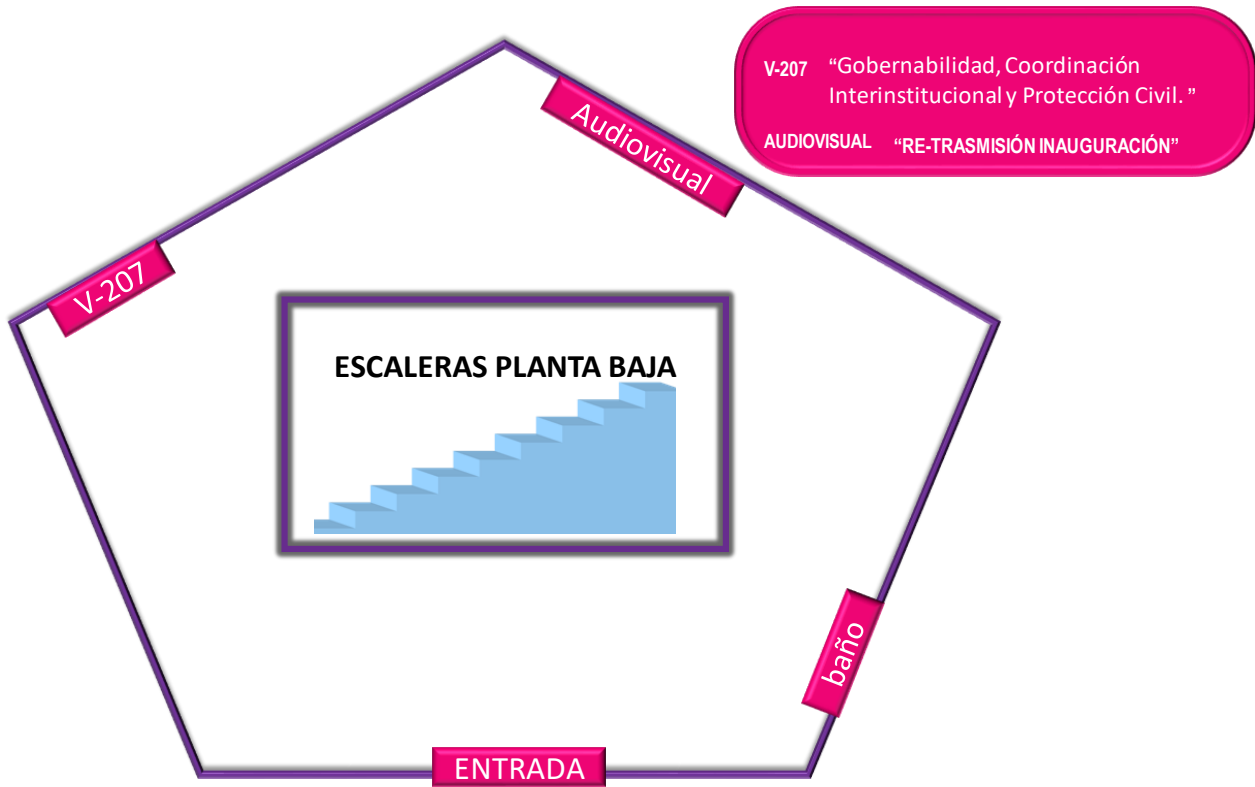 V-207 “Gobernabilidad, Coordinación
Interinstitucional y Protección Civil. ”
AUDIOVISUAL “RE-TRASMISIÓN INAUGURACIÓN”
Audiovisual
V-207
ESCALERAS PLANTA BAJA
baño
ENTRADA